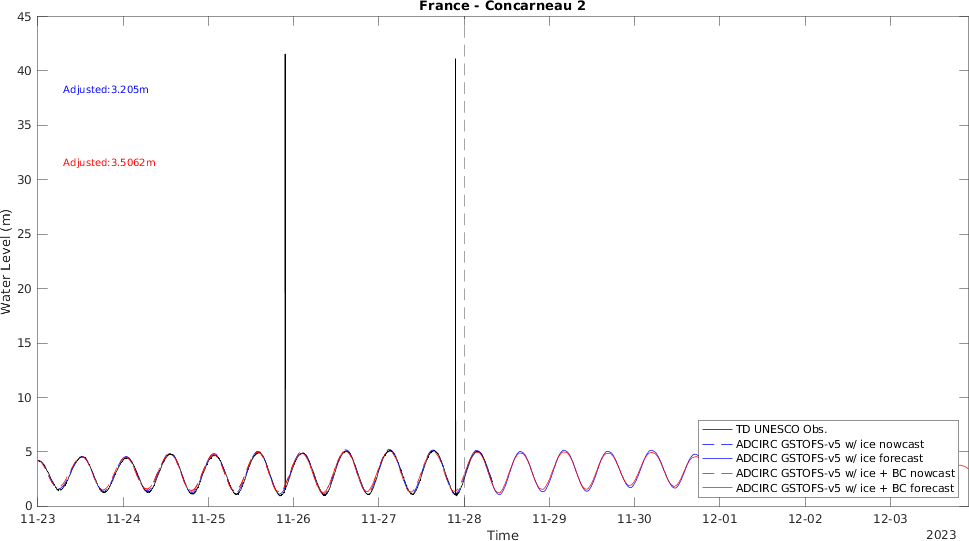 France - Concarneau 2
45
40
35
30
25
20
15
10
5
0
Water Level (m)
Adjusted:3.205m
Adjusted:3.5062m
TD UNESCO Obs.
ADCIRC GSTOFS-v5 w/ ice nowcast
ADCIRC GSTOFS-v5 w/ ice forecast
ADCIRC GSTOFS-v5 w/ ice + BC nowcast
ADCIRC GSTOFS-v5 w/ ice + BC forecast
11-23 11-24 11-25 11-26 11-27 11-28 11-29 11-30 12-01 12-02 12-03
Time
2023